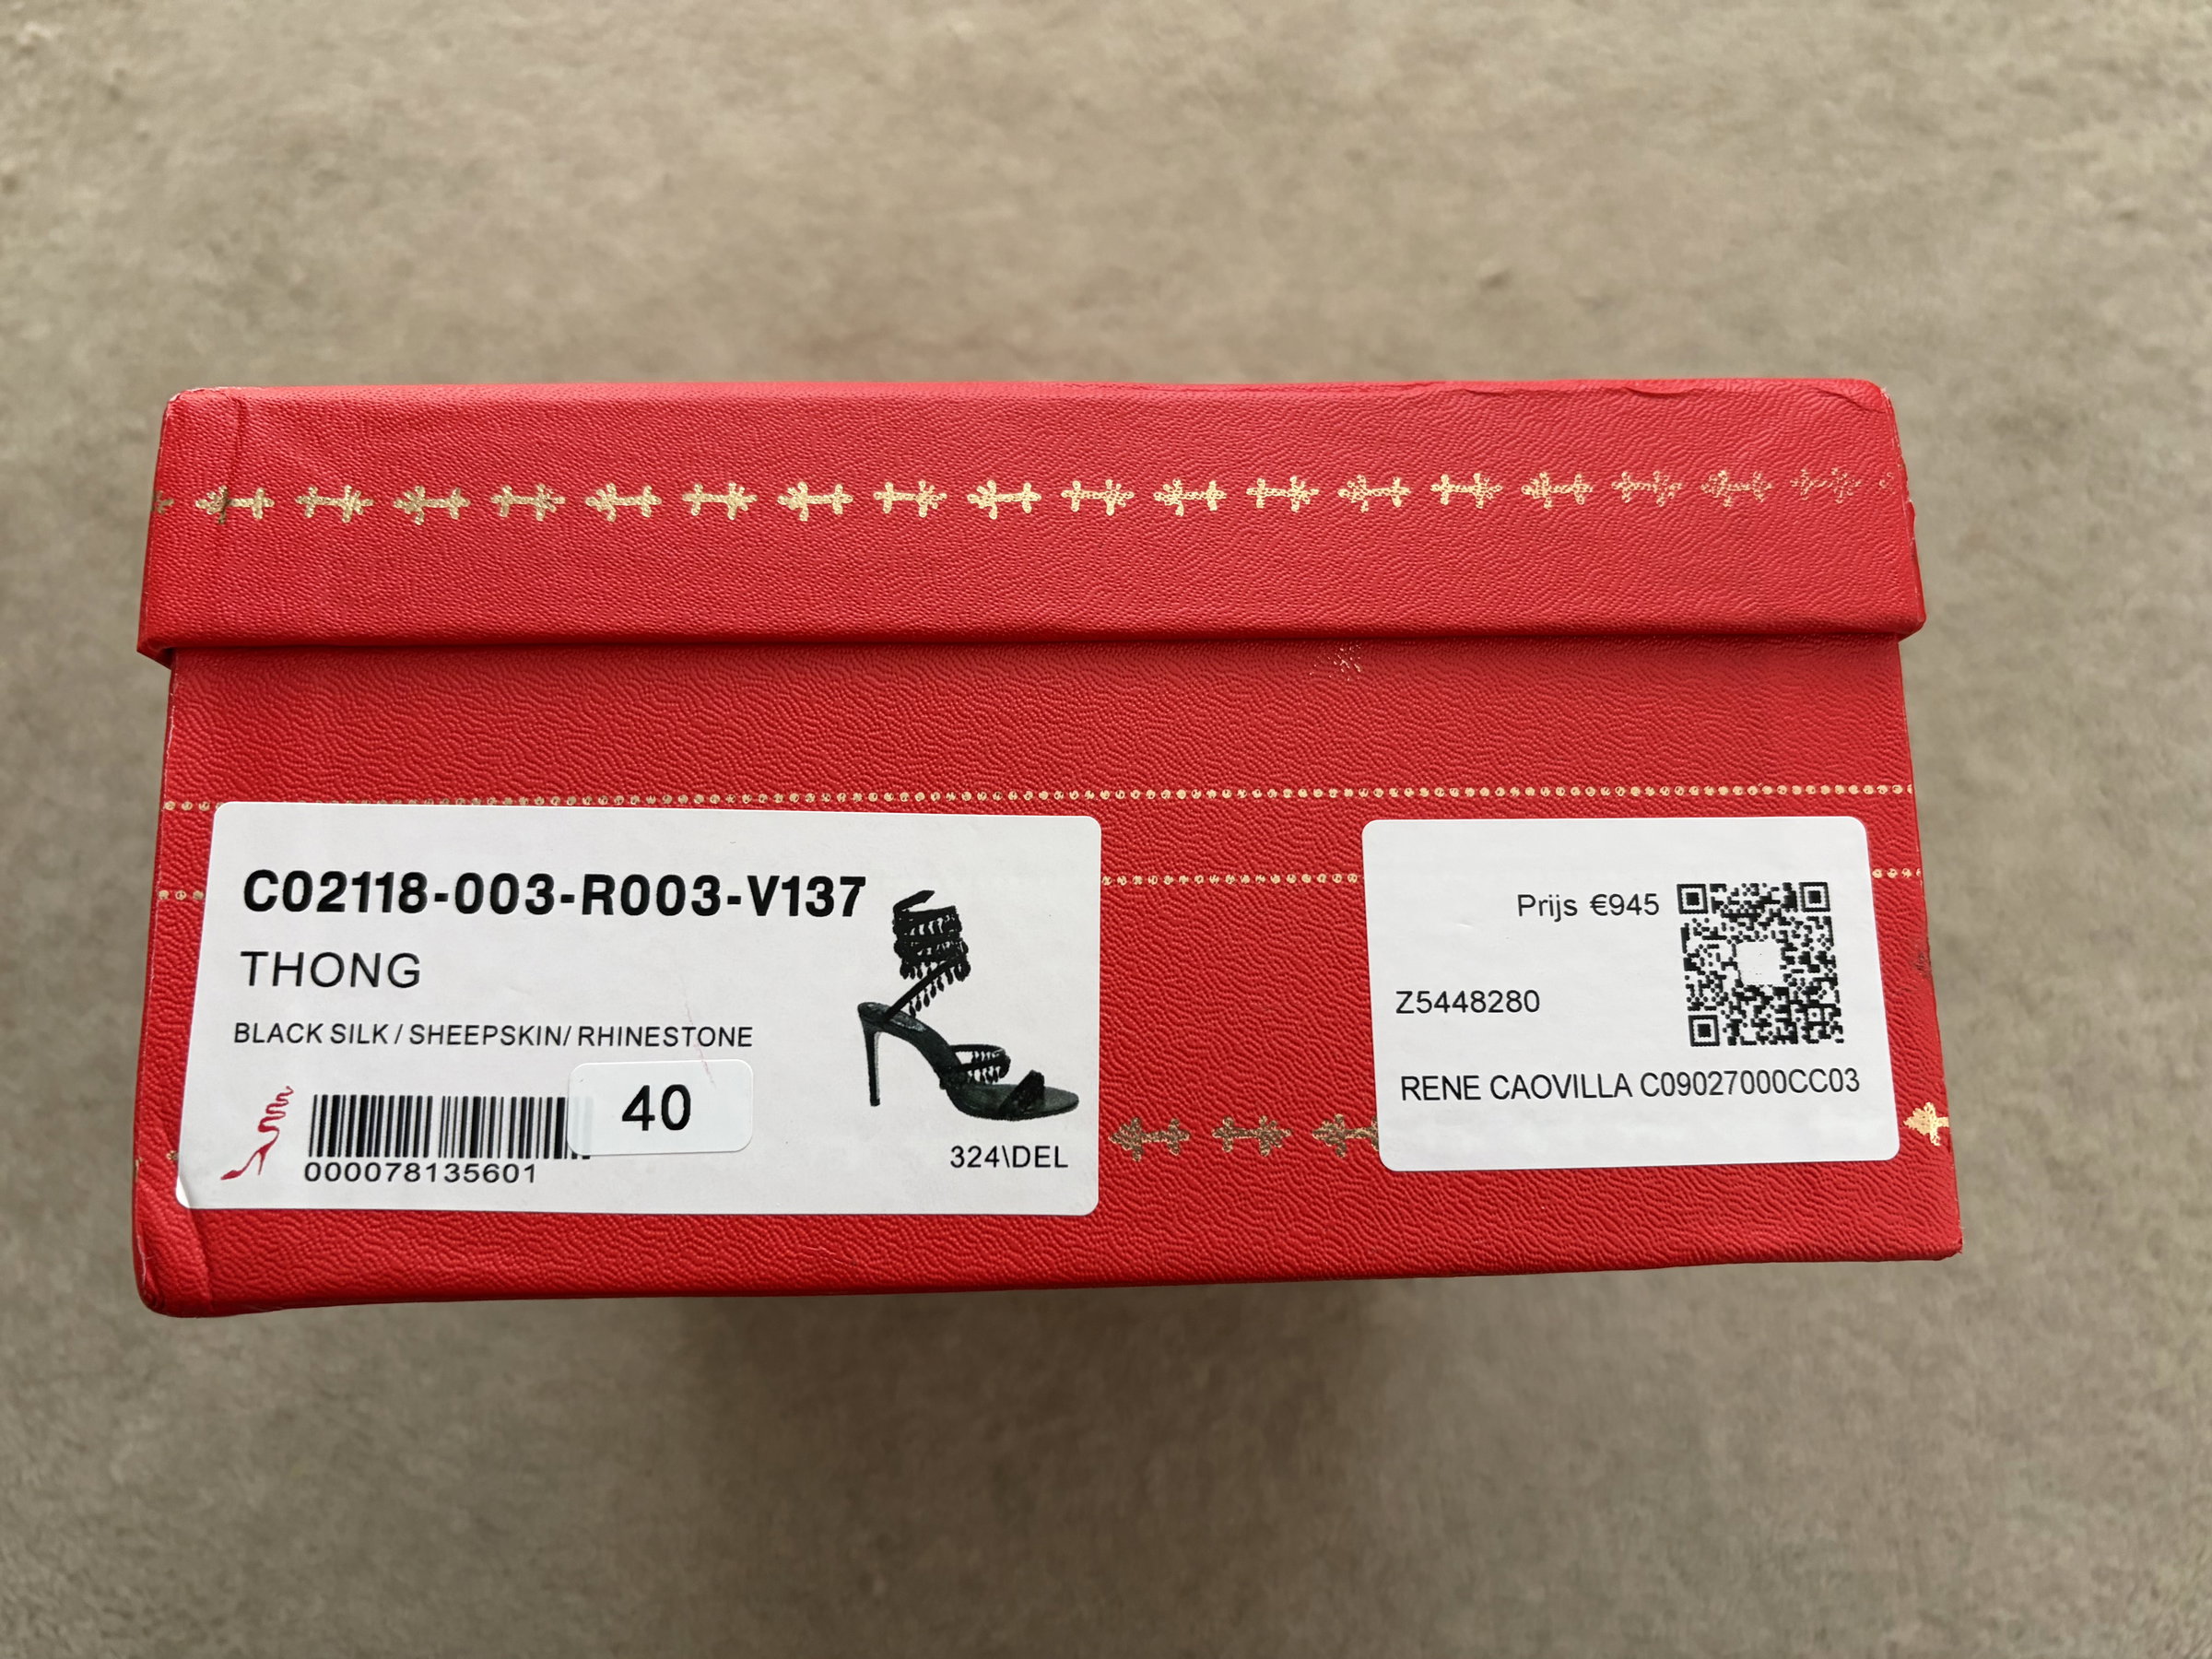 C02118-003-R003-V137
THONG
BLACK SILK / SHEEPSKIN/ RHINESTONE
40
000078135601
324\DEL
Prijs €945
Z5448280
RENE CAOVILLA C09027000CC03